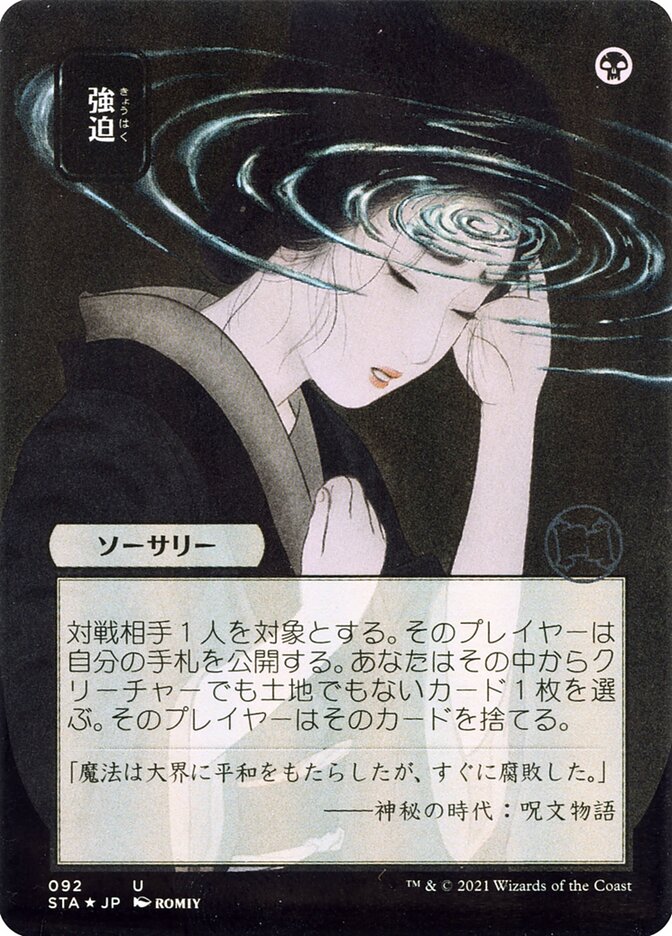 強迫
きょうはく
ソーサリー
対戦相手1人を対象とする。そのプレイヤーは
自分の手札を公開する。あなたはその中からク
リーチャーでも土地でもないカード1枚を選
ぶ。そのプレイヤーはそのカードを捨てる。
「魔法は大界に平和をもたらしたが、すぐに腐敗した。」
――神秘の時代：呪文物語
092 U
STA★JP ROMIY
™ & © 2021 Wizards of the Coast